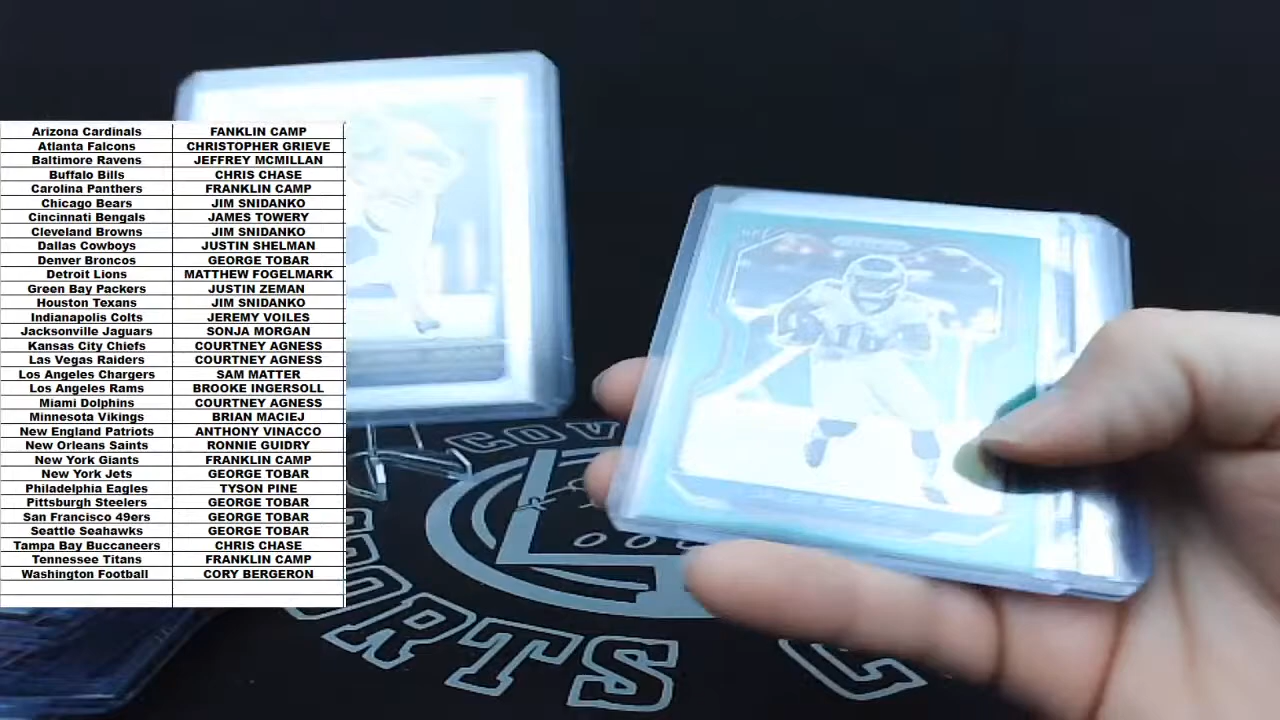 Arizona Cardinals FANKLIN CAMP
Atlanta Falcons CHRISTOPHER GRIEVE
Baltimore Ravens JEFFREY MCMILLAN
Buffalo Bills CHRIS CHASE
Carolina Panthers FRANKLIN CAMP
Chicago Bears JIM SNIDANKO
Cincinnati Bengals JAMES TOWERY
Cleveland Browns JIM SNIDANKO
Dallas Cowboys JUSTIN SHELMAN
Denver Broncos GEORGE TOBAR
Detroit Lions MATTHEW FOGELMARK
Green Bay Packers JUSTIN ZEMAN
Houston Texans JIM SNIDANKO
Indianapolis Colts JEREMY VOILES
Jacksonville Jaguars SONJA MORGAN
Kansas City Chiefs COURTNEY AGNESS
Las Vegas Raiders COURTNEY AGNESS
Los Angeles Chargers SAM MATTER
Los Angeles Rams BROOKE INGERSOLL
Miami Dolphins COURTNEY AGNESS
Minnesota Vikings BRIAN MACIEJ
New England Patriots ANTHONY VINACCO
New Orleans Saints RONNIE GUIDRY
New York Giants FRANKLIN CAMP
New York Jets GEORGE TOBAR
Philadelphia Eagles TYSON PINE
Pittsburgh Steelers GEORGE TOBAR
San Francisco 49ers GEORGE TOBAR
Seattle Seahawks GEORGE TOBAR
Tampa Bay Buccaneers CHRIS CHASE
Tennessee Titans FRANKLIN CAMP
Washington Football CORY BERGERON